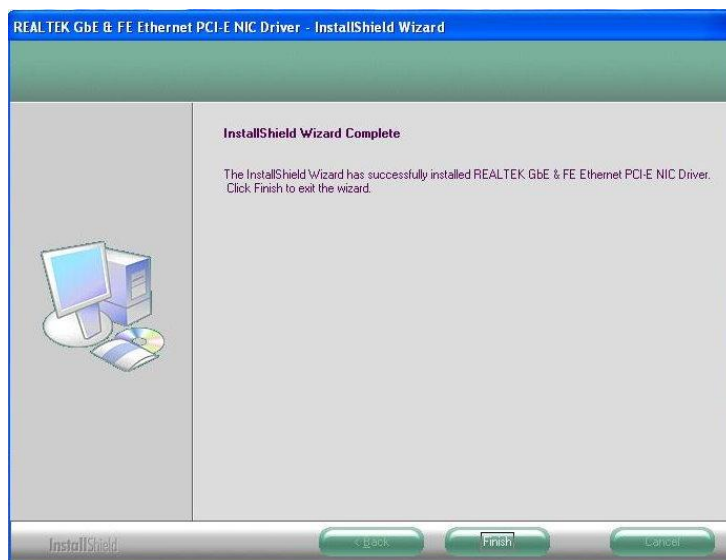 REALTEK GbE & FE Ethernet PCI-E NIC Driver - InstallShield Wizard
InstallShield Wizard Complete
The InstallShield Wizard has successfully installed REALTEK GbE & FE Ethernet PCI-E NIC Driver.
Click Finish to exit the wizard.
InstallShield
< Back
Finish
Cancel